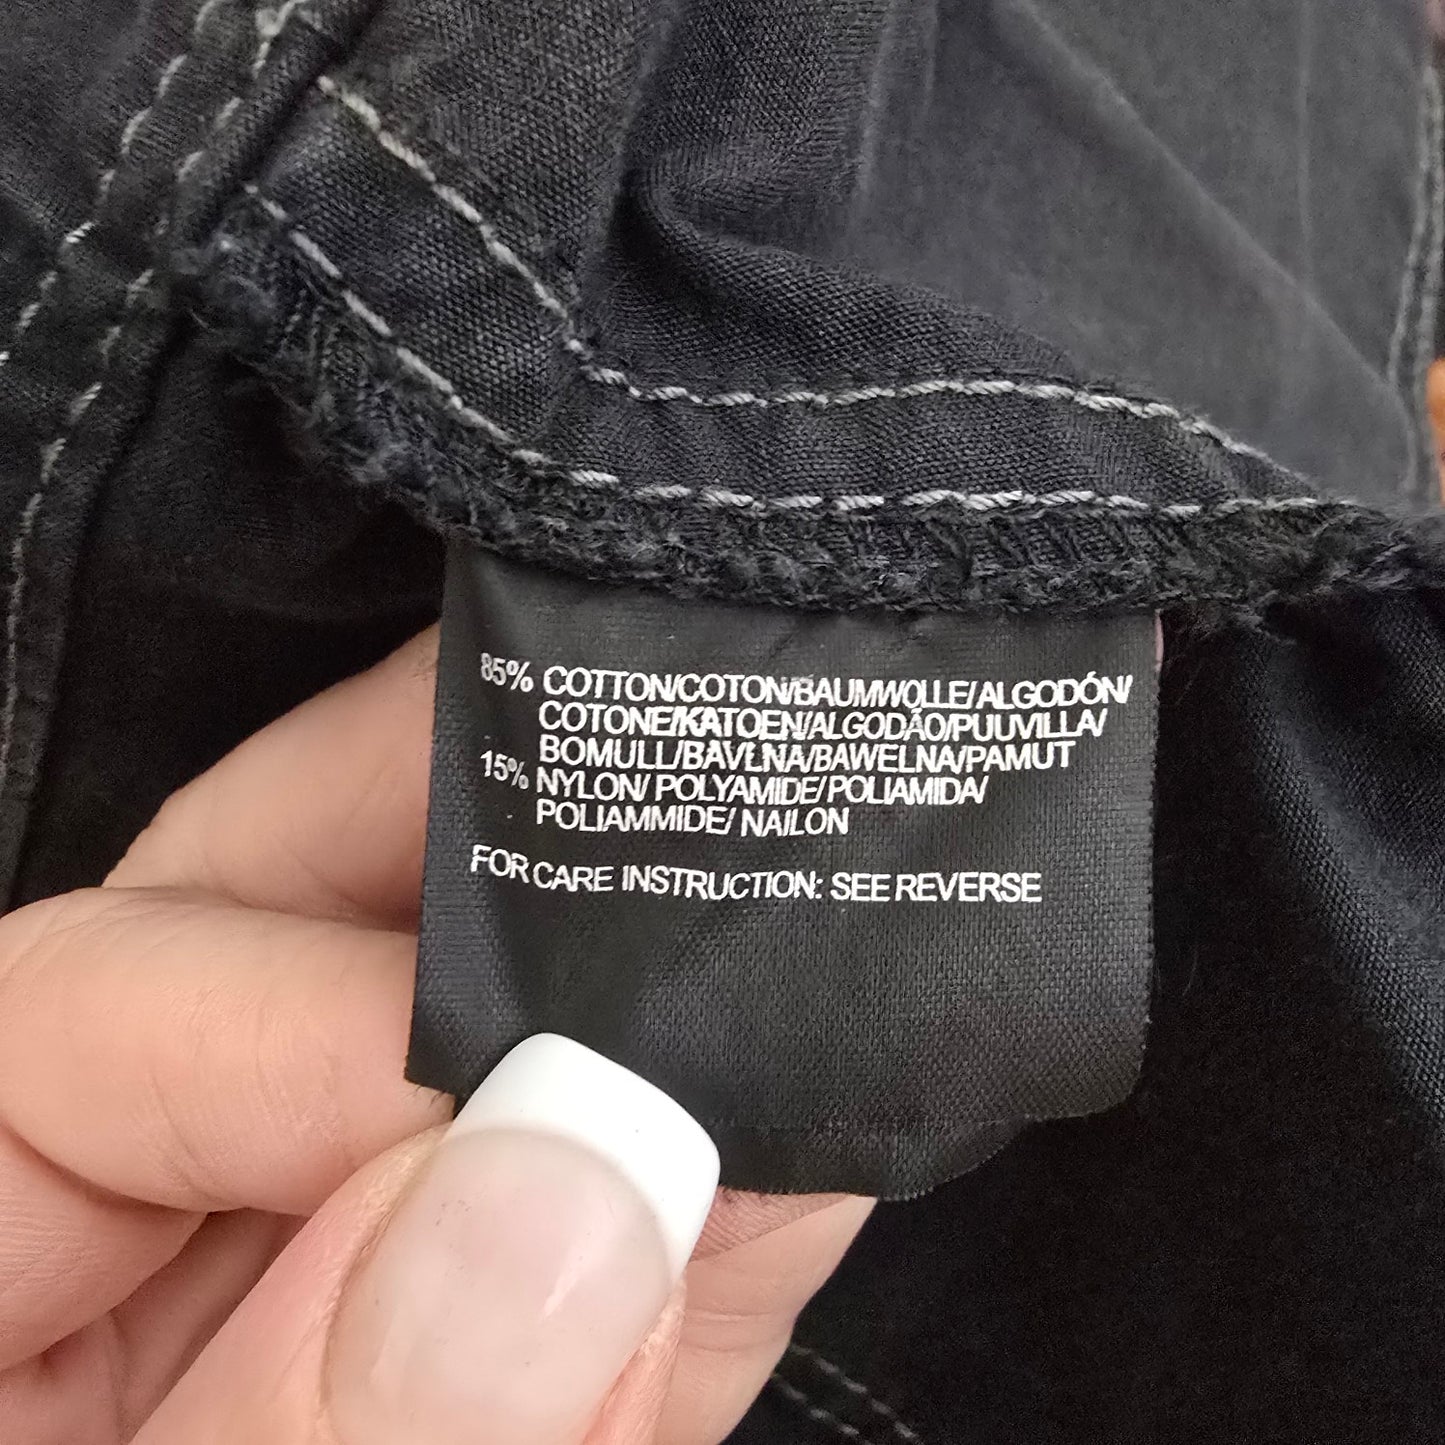 85% COTTON/COTON/BAUMWOLLE/ALGODÓN/
COTONE/KATOEN/ALGODÃO/PUUVILLA/
BOMULL/BAVLNA/BAWELNA/PAMUT
15% NYLON/ POLYAMIDE/POLIAMIDA/
POLIAMMIDE/ NAILON
FOR CARE INSTRUCTION: SEE REVERSE